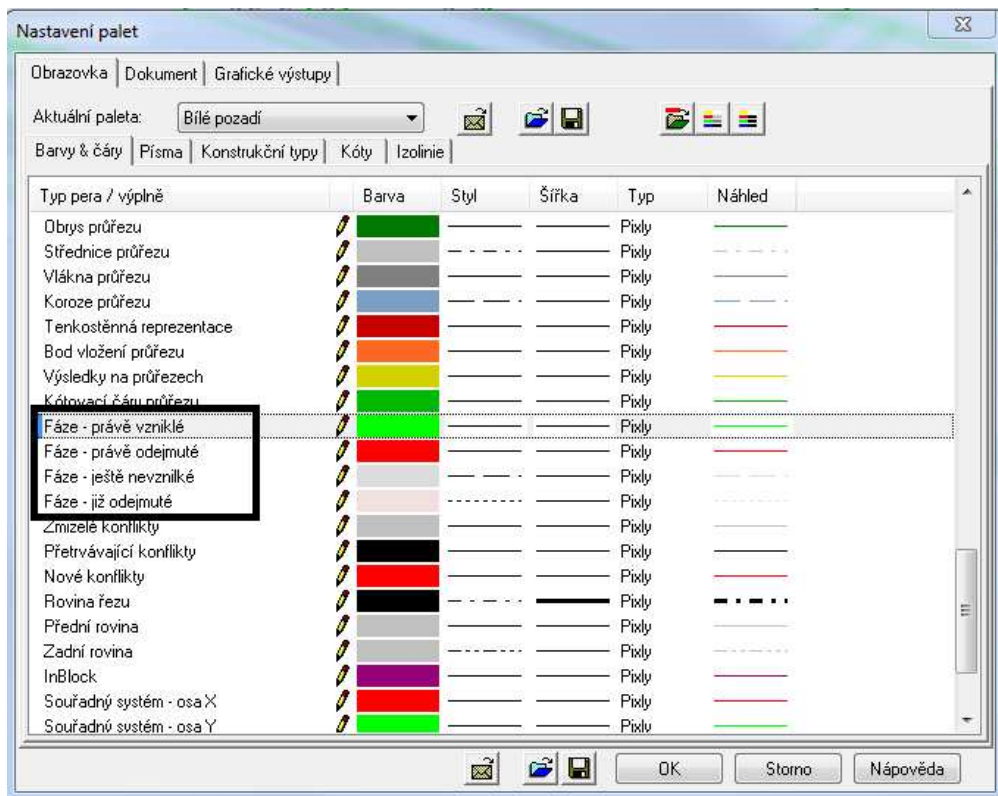 Nastavení palet
Obrazovka Dokument Grafické výstupy
Aktuální paleta: Bílé pozadí
Barvy & čáry Písma Konstrukční typy Kóty Izolinie
Typ pera / výplně Barva Styl Šířka Typ Náhled
Obrys průřezu Pixly
Střednice průřezu Pixly
Vlákna průřezu Pixly
Koroze průřezu Pixly
Tenkostěnná reprezentace Pixly
Bod vložení průřezu Pixly
Výsledky na průřezech Pixly
Kótovací čáry průřezu Pixly
Fáze - právě vzniklé Pixly
Fáze - právě odejmuté Pixly
Fáze - ještě nevznilké Pixly
Fáze - již odejmuté Pixly
Zmizelé konflikty Pixly
Přetrvávající konflikty Pixly
Nové konflikty Pixly
Rovina řezu Pixly
Přední rovina Pixly
Zadní rovina Pixly
InBlock Pixly
Souřadný systém - osa X Pixly
Souřadný systém - osa Y Pixly
OK Storno Nápověda